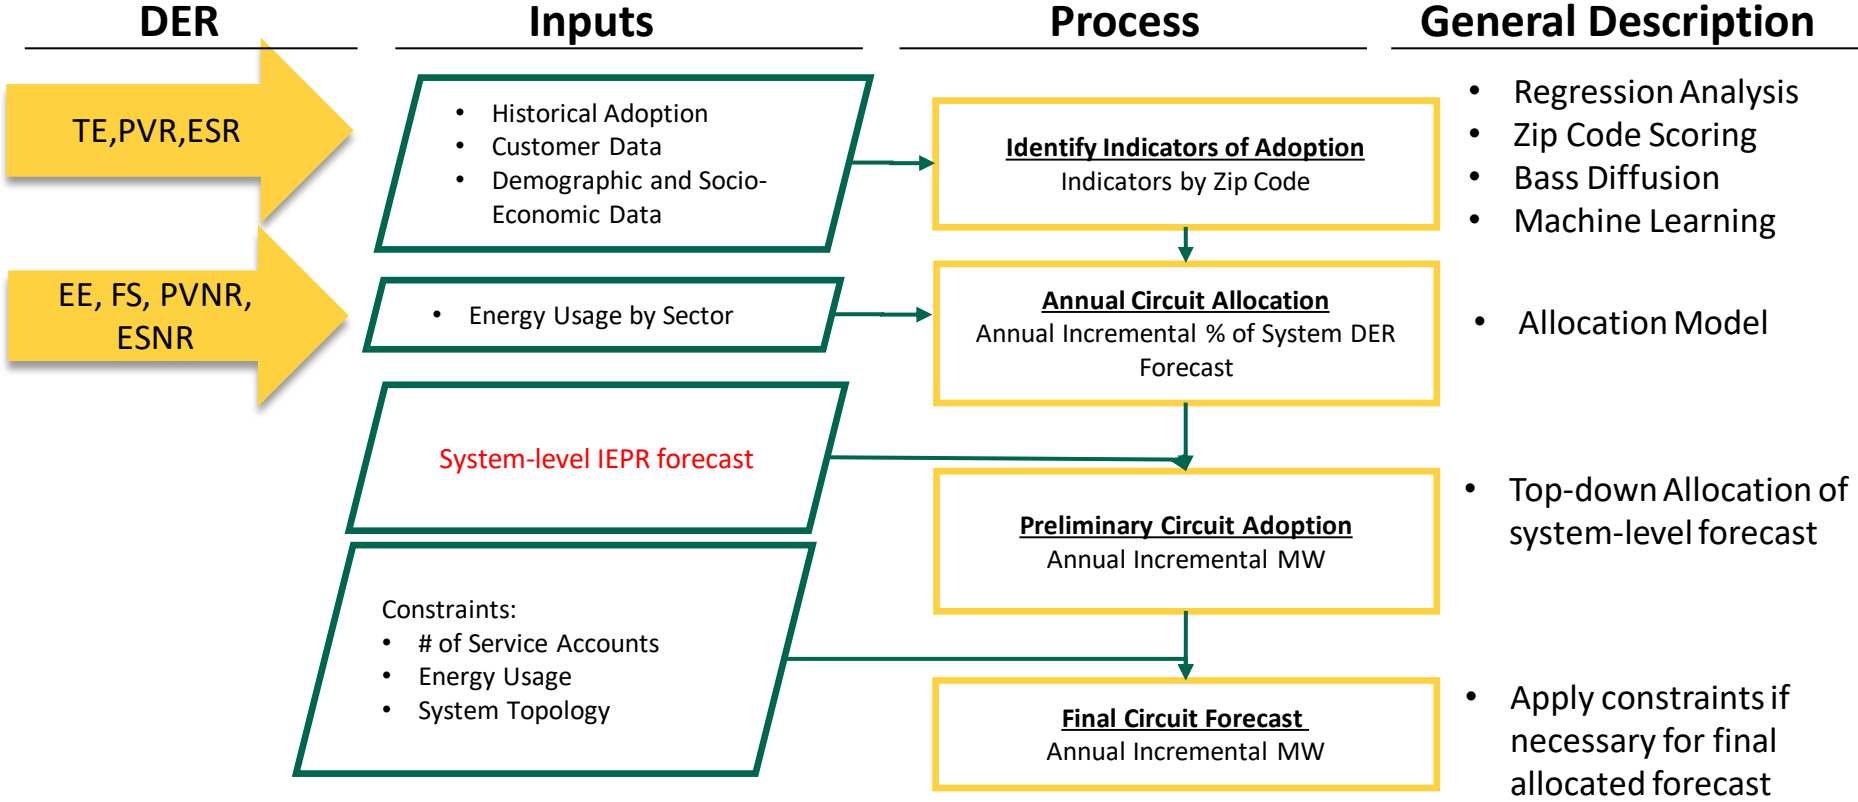 DER
Inputs
Process
General Description
TE,PVR,ESR
• Historical Adoption
• Customer Data
• Demographic and Socio-
Economic Data
Identify Indicators of Adoption
Indicators by Zip Code
• Regression Analysis
• Zip Code Scoring
• Bass Diffusion
• Machine Learning
EE, FS, PVNR,
ESNR
• Energy Usage by Sector
Annual Circuit Allocation
Annual Incremental % of System DER
Forecast
• Allocation Model
System-level IEPR forecast
Preliminary Circuit Adoption
Annual Incremental MW
• Top-down Allocation of
system-level forecast
Constraints:
• # of Service Accounts
• Energy Usage
• System Topology
Final Circuit Forecast
Annual Incremental MW
• Apply constraints if
necessary for final
allocated forecast